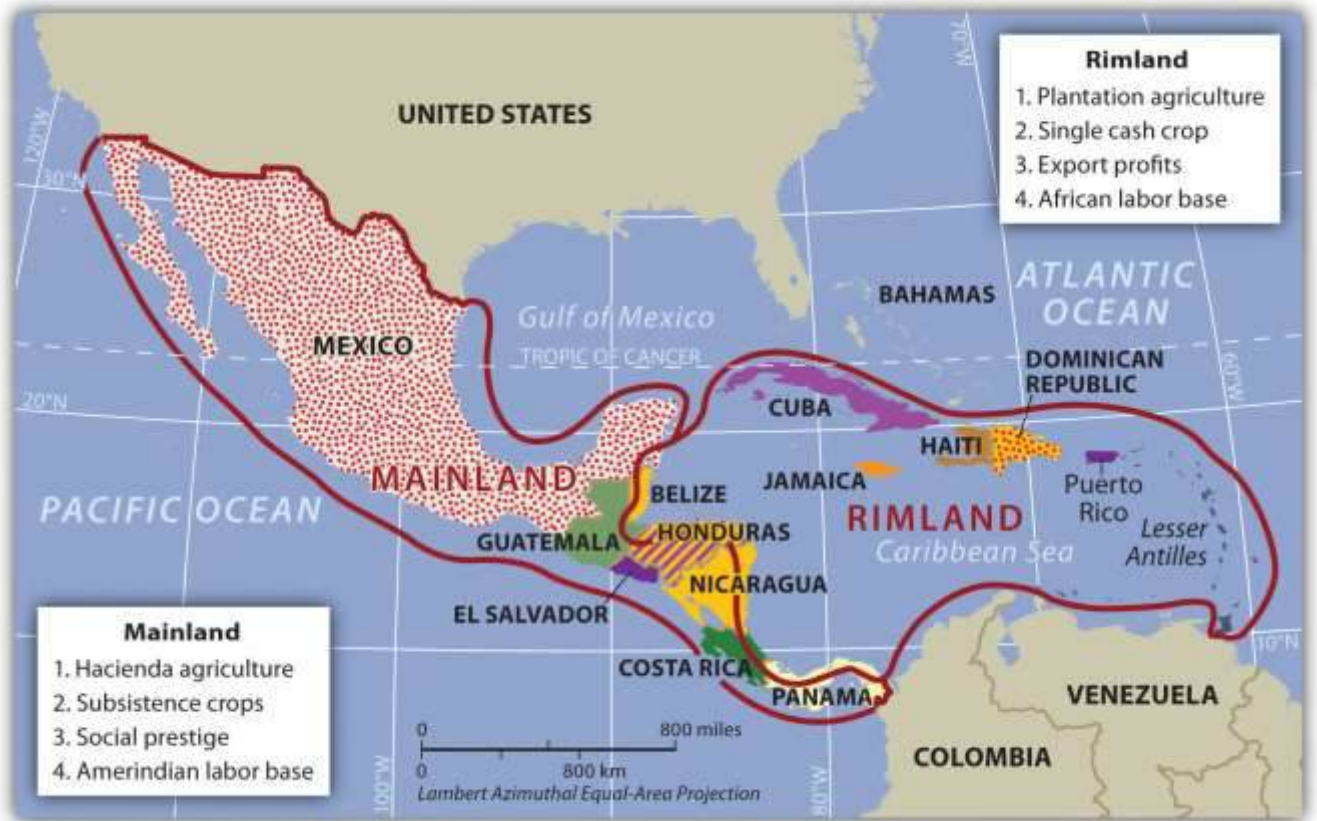 120°W
70°W
Rimland
1. Plantation agriculture
2. Single cash crop
3. Export profits
4. African labor base
UNITED STATES
30°N
ATLANTIC
OCEAN
BAHAMAS
Gulf of Mexico
TROPIC OF CANCER
MEXICO
DOMINICAN
REPUBLIC
60°W
20°N
CUBA
HAITI
MAINLAND
JAMAICA
BELIZE
Puerto
Rico
PACIFIC OCEAN
RIMLAND
Lesser
Antilles
GUATEMALA
HONDURAS
Caribbean Sea
NICARAGUA
EL SALVADOR
Mainland
1. Hacienda agriculture
2. Subsistence crops
3. Social prestige
4. Amerindian labor base
10°N
COSTA RICA
PANAMA
VENEZUELA
COLOMBIA
0
800 miles
0
800 km
Lambert Azimuthal Equal-Area Projection
100°W
80°W